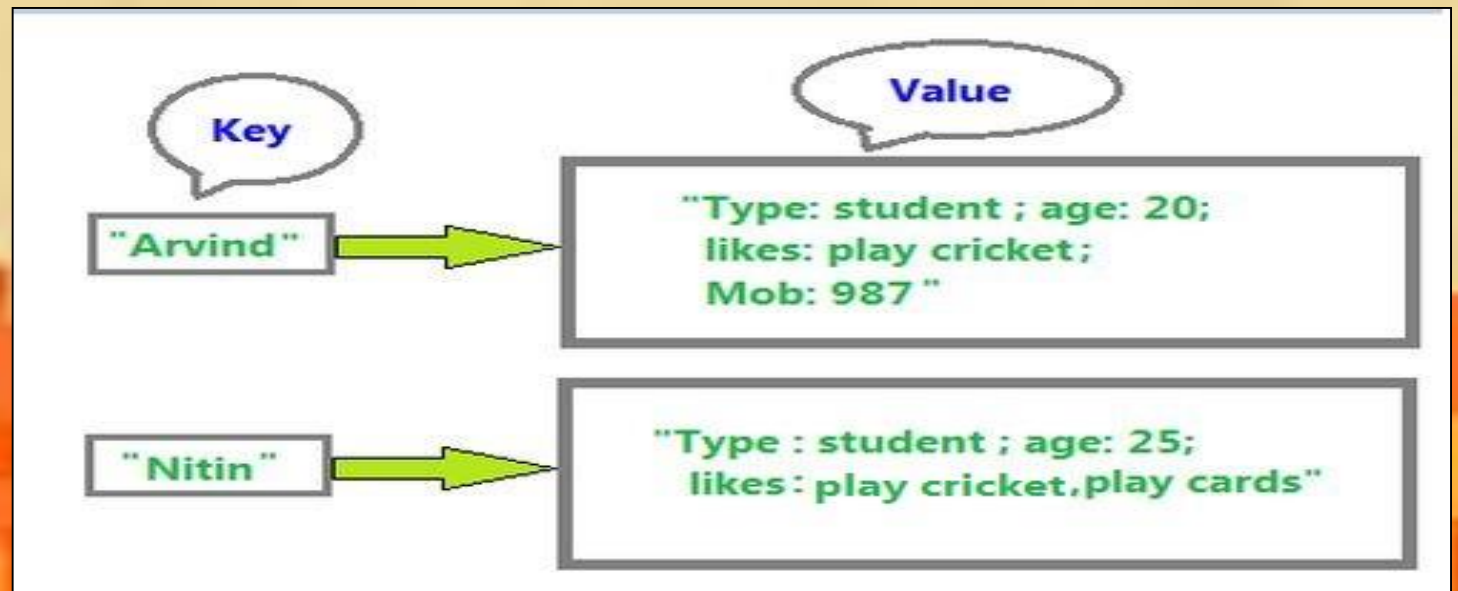 Key
Value
"Arvind"
"Type: student ; age: 20;
likes: play cricket;
Mob: 987"
"Nitin"
"Type : student ; age: 25;
likes: play cricket,play cards"